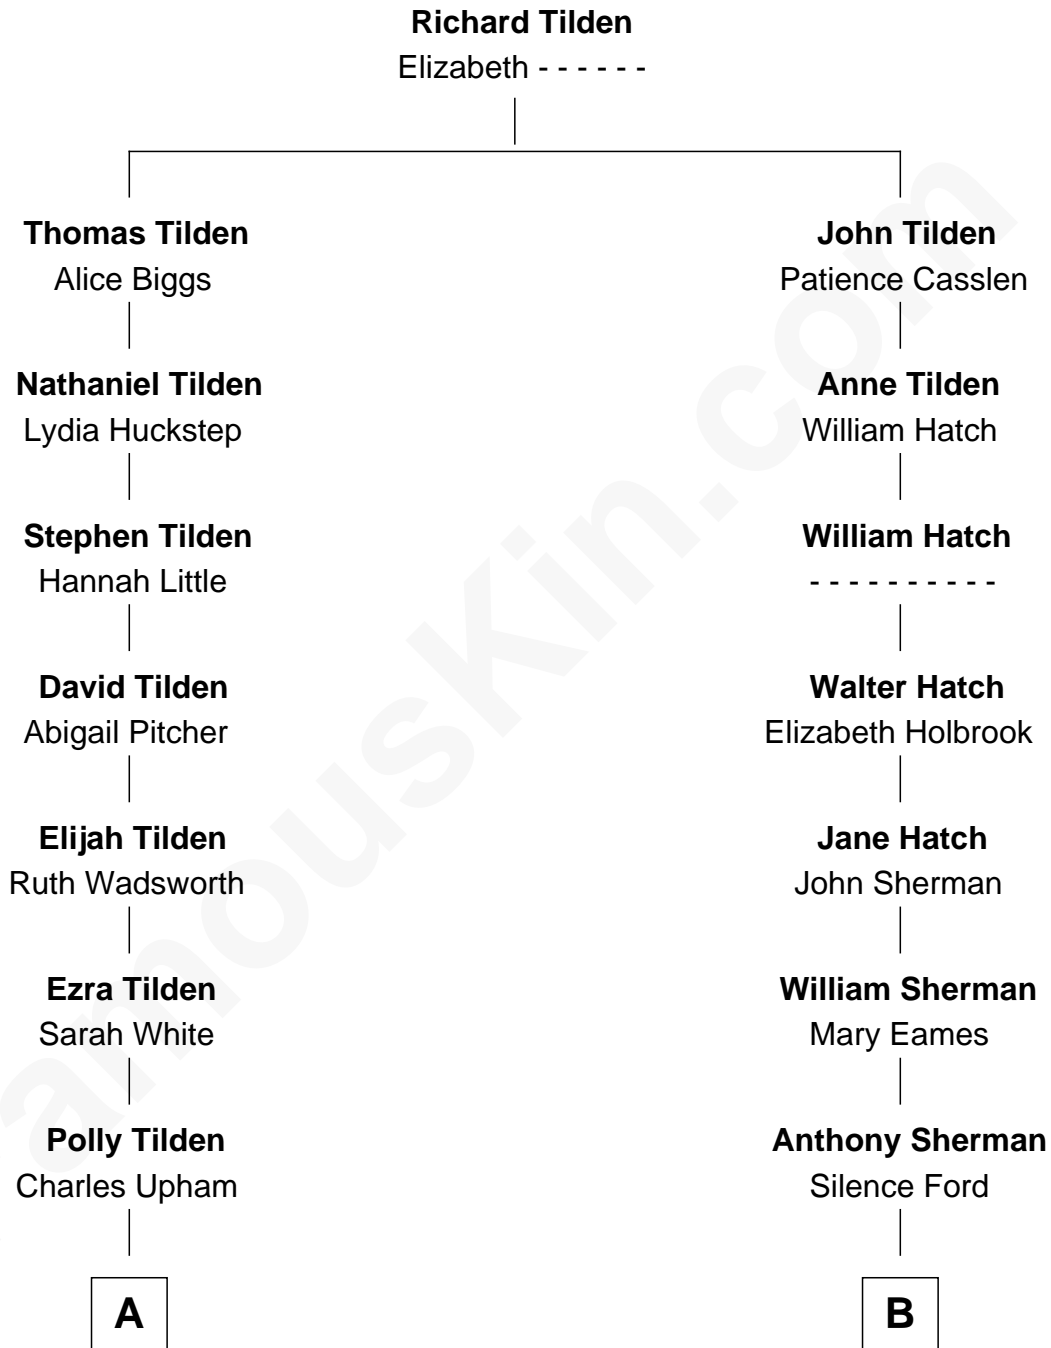 Richard Tilden
Elizabeth - - - - - -
Thomas Tilden
Alice Biggs
John Tilden
Patience Casslen
Nathaniel Tilden
Lydia Huckstep
Anne Tilden
William Hatch
Stephen Tilden
Hannah Little
William Hatch
- - - - - - - - - -
David Tilden
Abigail Pitcher
Walter Hatch
Elizabeth Holbrook
Elijah Tilden
Ruth Wadsworth
Jane Hatch
John Sherman
Ezra Tilden
Sarah White
William Sherman
Mary Eames
Polly Tilden
Charles Upham
Anthony Sherman
Silence Ford
A
B
amousKin.com